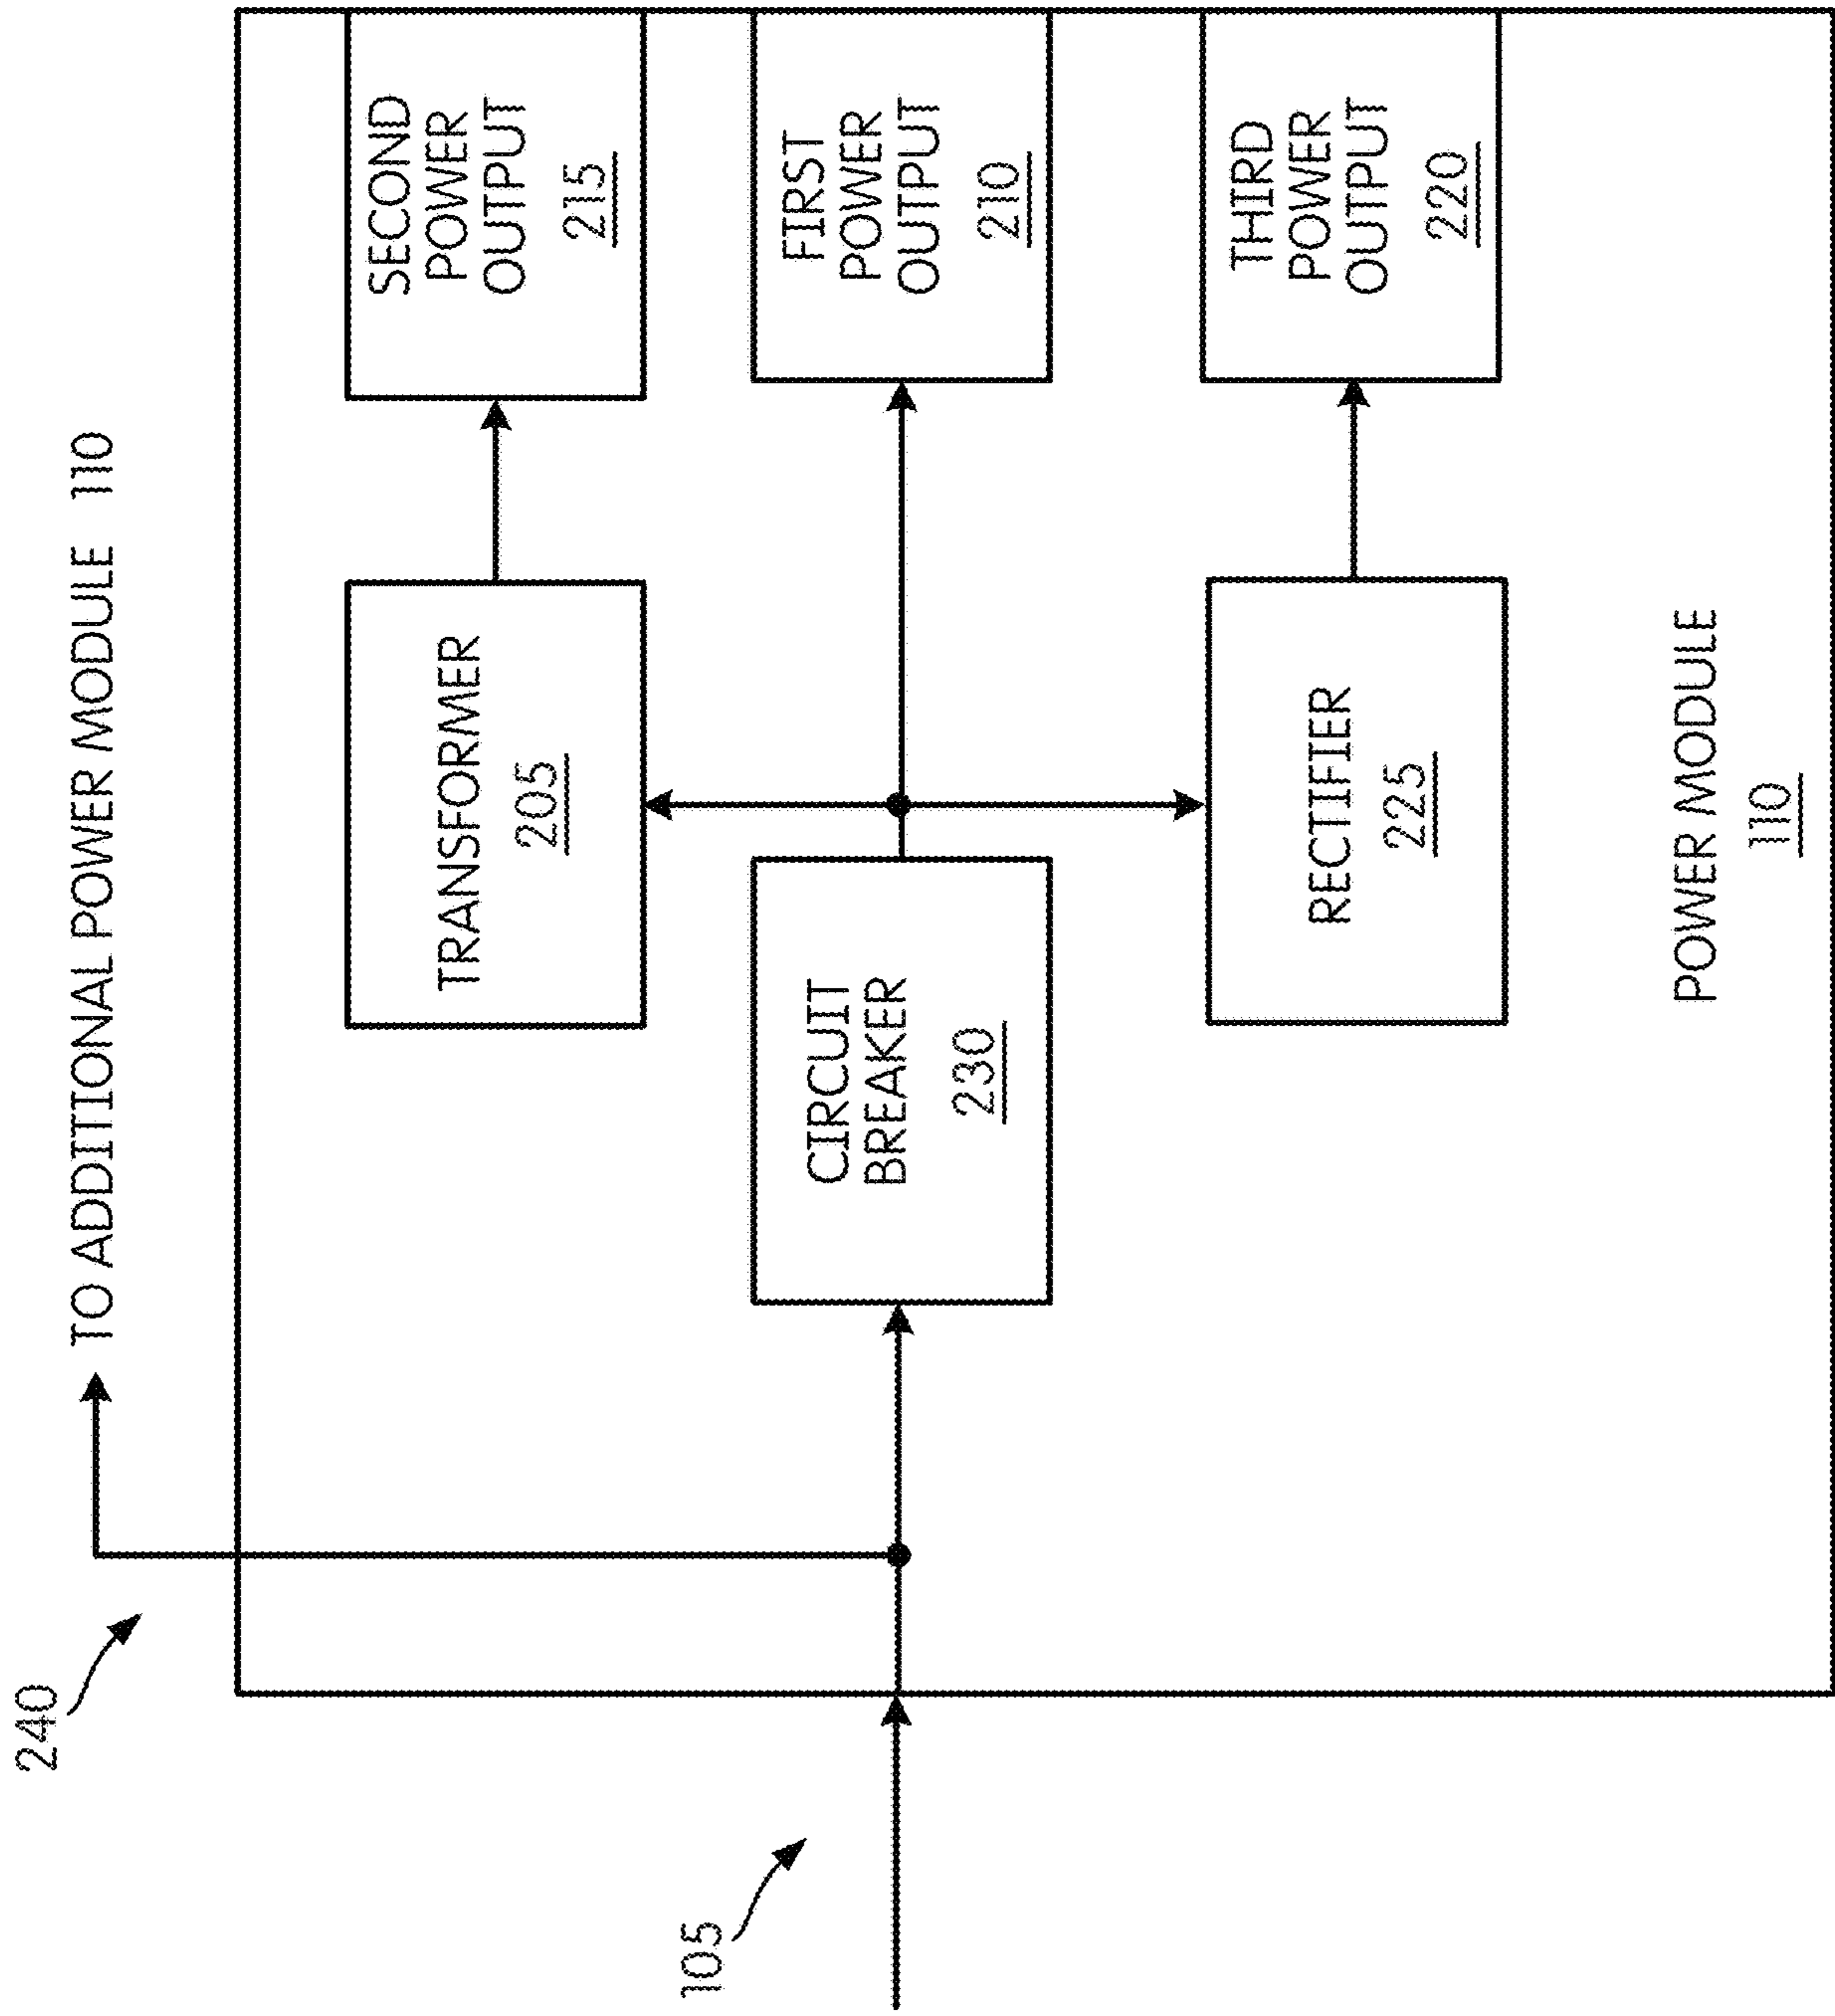 240
TO ADDITIONAL POWER MODULE 110
105
CIRCUIT
BREAKER
230
TRANSFORMER
205
SECOND
POWER
OUTPUT
215
FIRST
POWER
OUTPUT
210
RECTIFIER
225
THIRD
POWER
OUTPUT
220
POWER MODULE
110